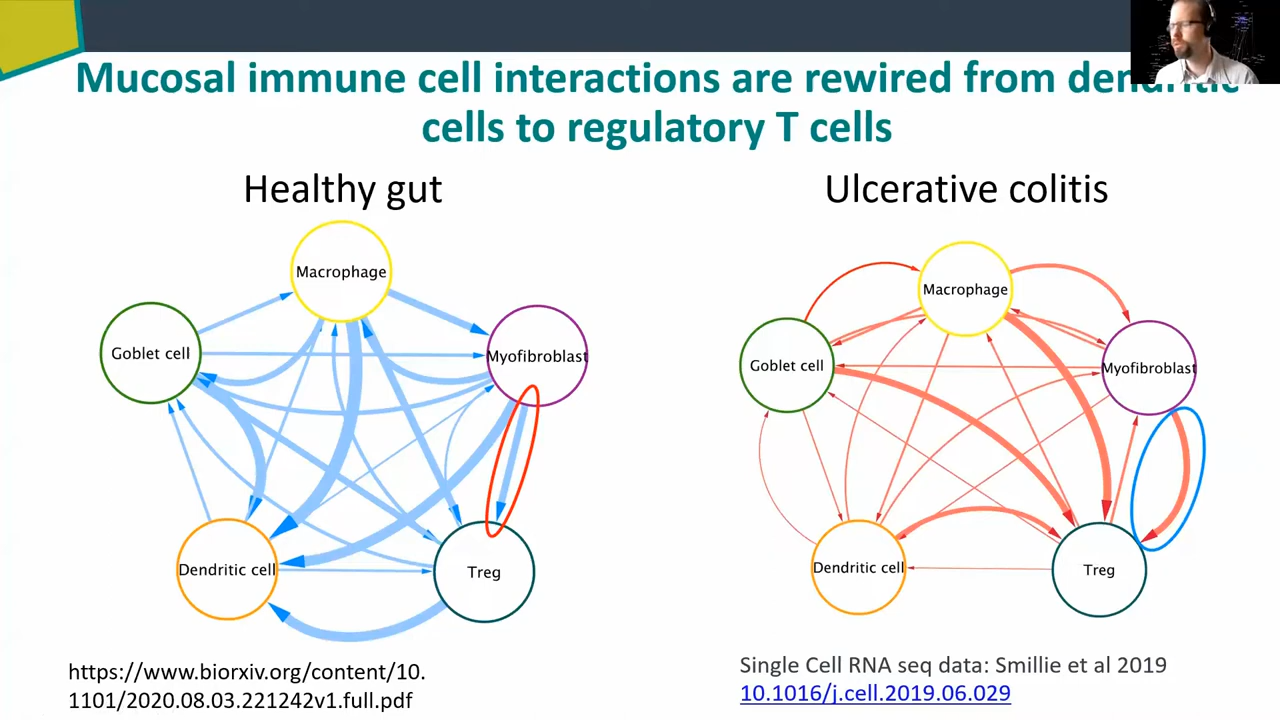 Mucosal immune cell interactions are rewired from dendritic
cells to regulatory T cells
Healthy gut
Ulcerative colitis
Macrophage
Goblet cell
Myofibroblast
Dendritic cell
Treg
Macrophage
Goblet cell
Myofibroblast
Dendritic cell
Treg
https://www.biorxiv.org/content/10.
1101/2020.08.03.221242v1.full.pdf
Single Cell RNA seq data: Smillie et al 2019
10.1016/j.cell.2019.06.029